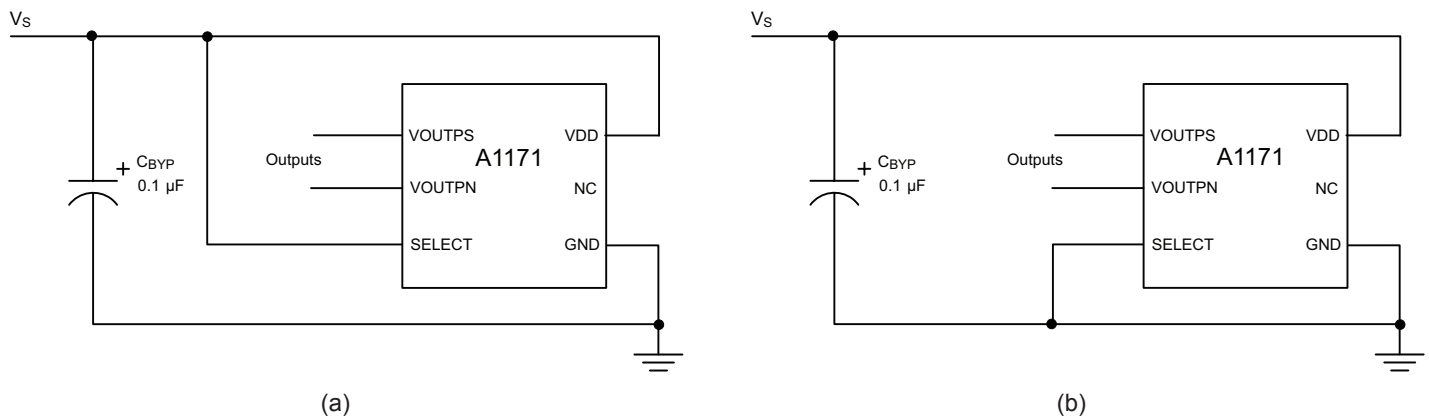 VS
VOUTPS
VDD
A1171
Outputs
+ CBYP
0.1 µF
VOUTPN
NC
SELECT
GND
(a)
VS
VOUTPS
VDD
A1171
Outputs
+ CBYP
0.1 µF
VOUTPN
NC
SELECT
GND
(b)